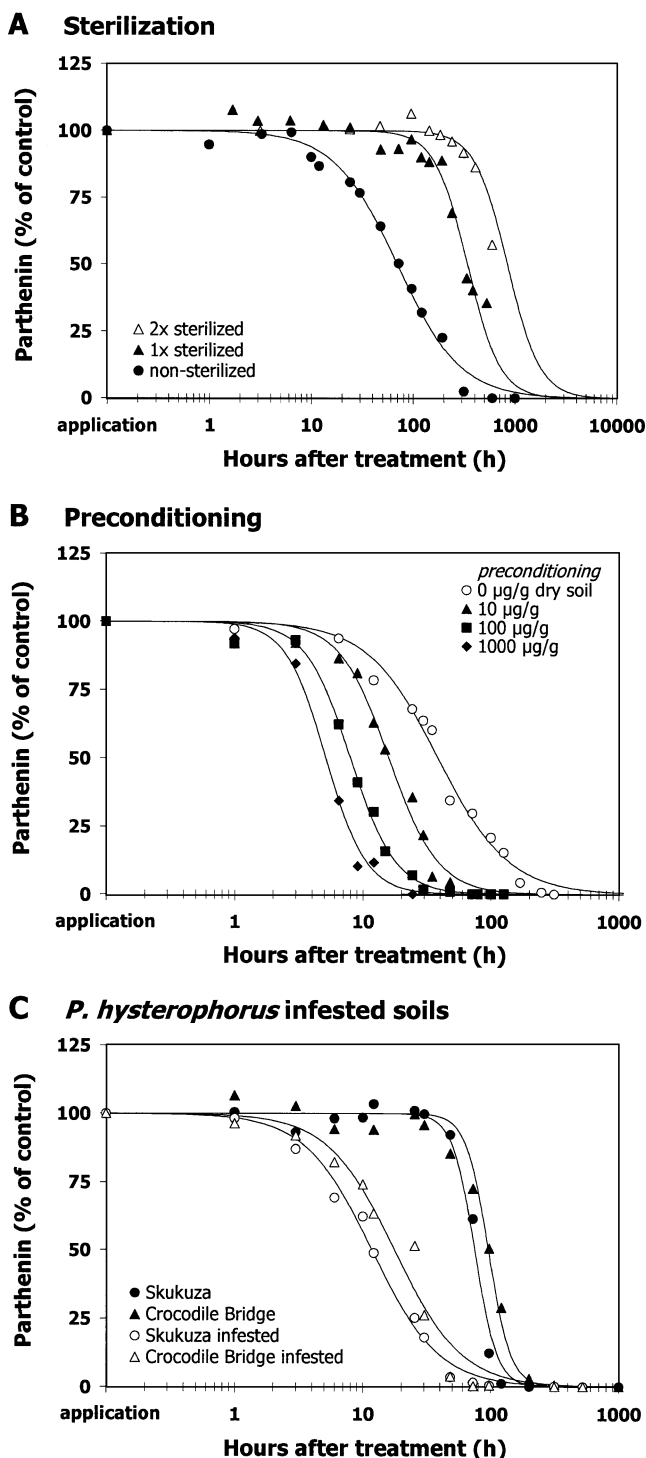 A Sterilization
125
100
75
50
25
0
Parthenin (% of control)
2x sterilized
1x sterilized
non-sterilized
application 1 10 100 1000 10000
Hours after treatment (h)
B Preconditioning
125
100
75
50
25
0
Parthenin (% of control)
preconditioning
0 µg/g dry soil
10 µg/g
100 µg/g
1000 µg/g
application 1 10 100 1000
Hours after treatment (h)
C P. hysterophorus infested soils
125
100
75
50
25
0
Parthenin (% of control)
Skukuza
Crocodile Bridge
Skukuza infested
Crocodile Bridge infested
application 1 10 100 1000
Hours after treatment (h)